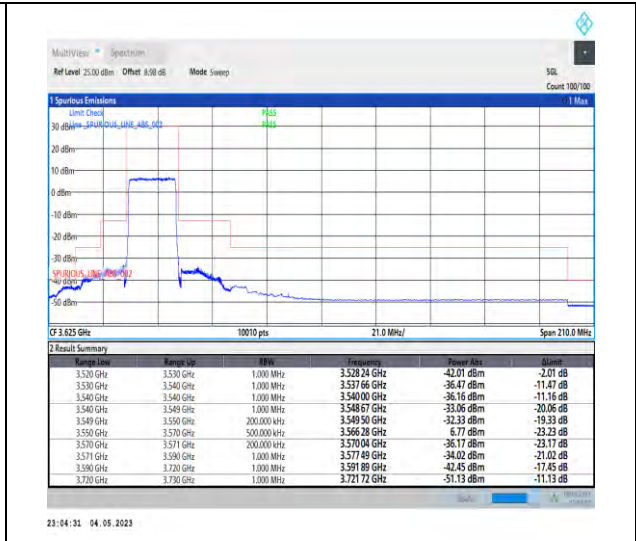 MultiView Spectrum
Ref Level 25.00 dBm Offset 8.98 dB Mode Sweep SGL
Count 100/100
1 Spurious Emissions 1 Max
Limit Check PASS
Line _SPURIOUS_LINE_ABS_002 PASS
30 dBm
20 dBm
10 dBm
0 dBm
-10 dBm
-20 dBm
-30 dBm
SPURIOUS_LINE_ABS_002
-40 dBm
-50 dBm
CF 3.625 GHz 10010 pts 21.0 MHz/ Span 210.0 MHz
2 Result Summary
Range Low Range Up RBW Frequency Power Abs ΔLimit
3.520 GHz 3.530 GHz 1.000 MHz 3.528 24 GHz -42.01 dBm -2.01 dB
3.530 GHz 3.540 GHz 1.000 MHz 3.537 66 GHz -36.47 dBm -11.47 dB
3.540 GHz 3.540 GHz 1.000 MHz 3.540 00 GHz -36.16 dBm -11.16 dB
3.540 GHz 3.549 GHz 1.000 MHz 3.548 67 GHz -33.06 dBm -20.06 dB
3.549 GHz 3.550 GHz 200.000 kHz 3.549 50 GHz -32.33 dBm -19.33 dB
3.550 GHz 3.570 GHz 500.000 kHz 3.566 28 GHz 6.77 dBm -23.23 dB
3.570 GHz 3.571 GHz 200.000 kHz 3.570 04 GHz -36.17 dBm -23.17 dB
3.571 GHz 3.590 GHz 1.000 MHz 3.577 49 GHz -34.02 dBm -21.02 dB
3.590 GHz 3.720 GHz 1.000 MHz 3.591 89 GHz -42.45 dBm -17.45 dB
3.720 GHz 3.730 GHz 1.000 MHz 3.721 72 GHz -51.13 dBm -11.13 dB
23:04:31 04.05.2023